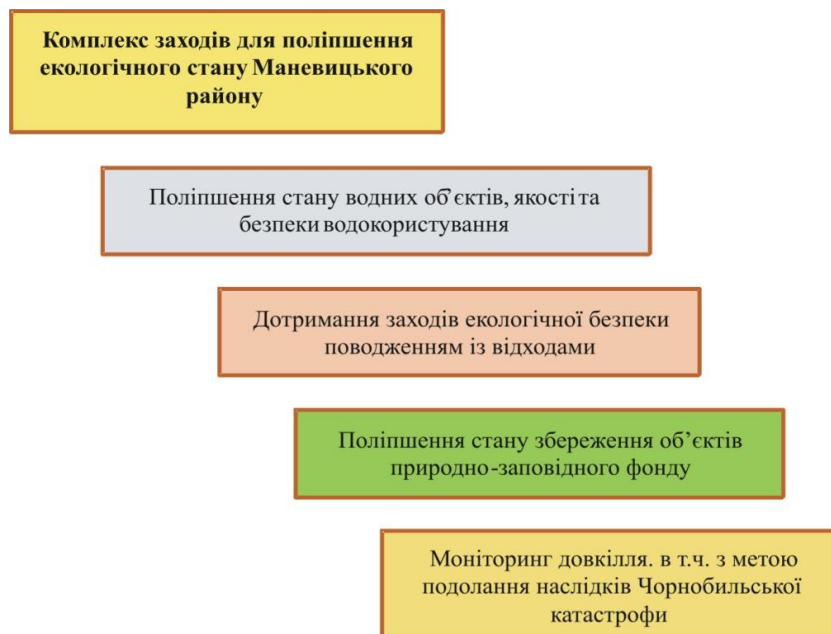 Комплекс заходів для поліпшення
екологічного стану Маневицького
району
Поліпшення стану водних об'єктів, якості та
безпеки водокористування
Дотримання заходів екологічної безпеки
поводженням із відходами
Поліпшення стану збереження об’єктів
природно-заповідного фонду
Моніторинг довкілля. в т.ч. з метою
подолання наслідків Чорнобильської
катастрофи